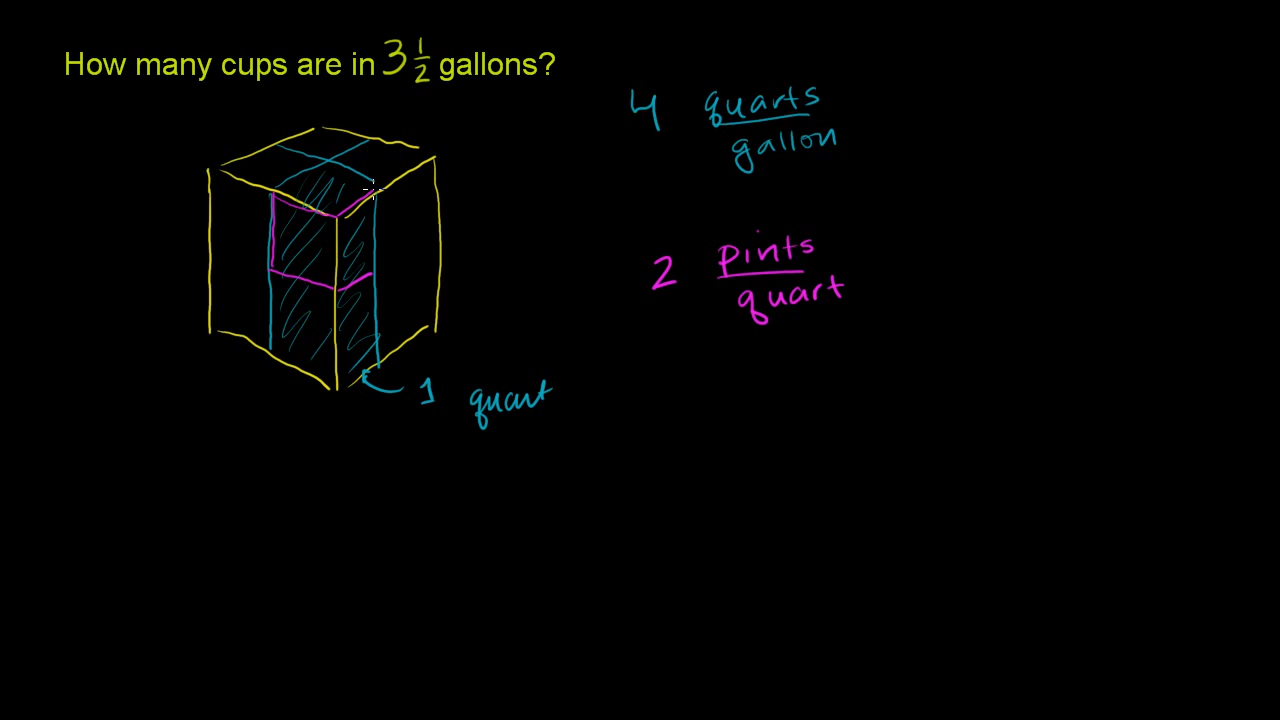 How many cups are in 3 1/2 gallons?
4 quarts/gallon
2 pints/quart
1 quart